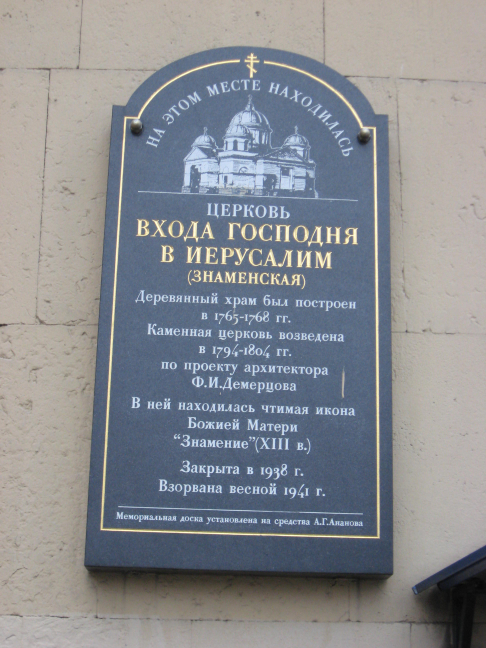 НА ЭТОМ МЕСТЕ НАХОДИЛАСЬ
ЦЕРКОВЬ
ВХОДА ГОСПОДНЯ
В ИЕРУСАЛИМ
(ЗНАМЕНСКАЯ)
Деревянный храм был построен
в 1765-1768 гг.
Каменная церковь возведена
в 1794-1804 гг.
по проекту архитектора
Ф.И.Демерцова
В ней находилась чтимая икона
Божией Матери
“Знамение”(XIII в.)
Закрыта в 1938 г.
Взорвана весной 1941 г.
Мемориальная доска установлена на средства А.Г.Ананова